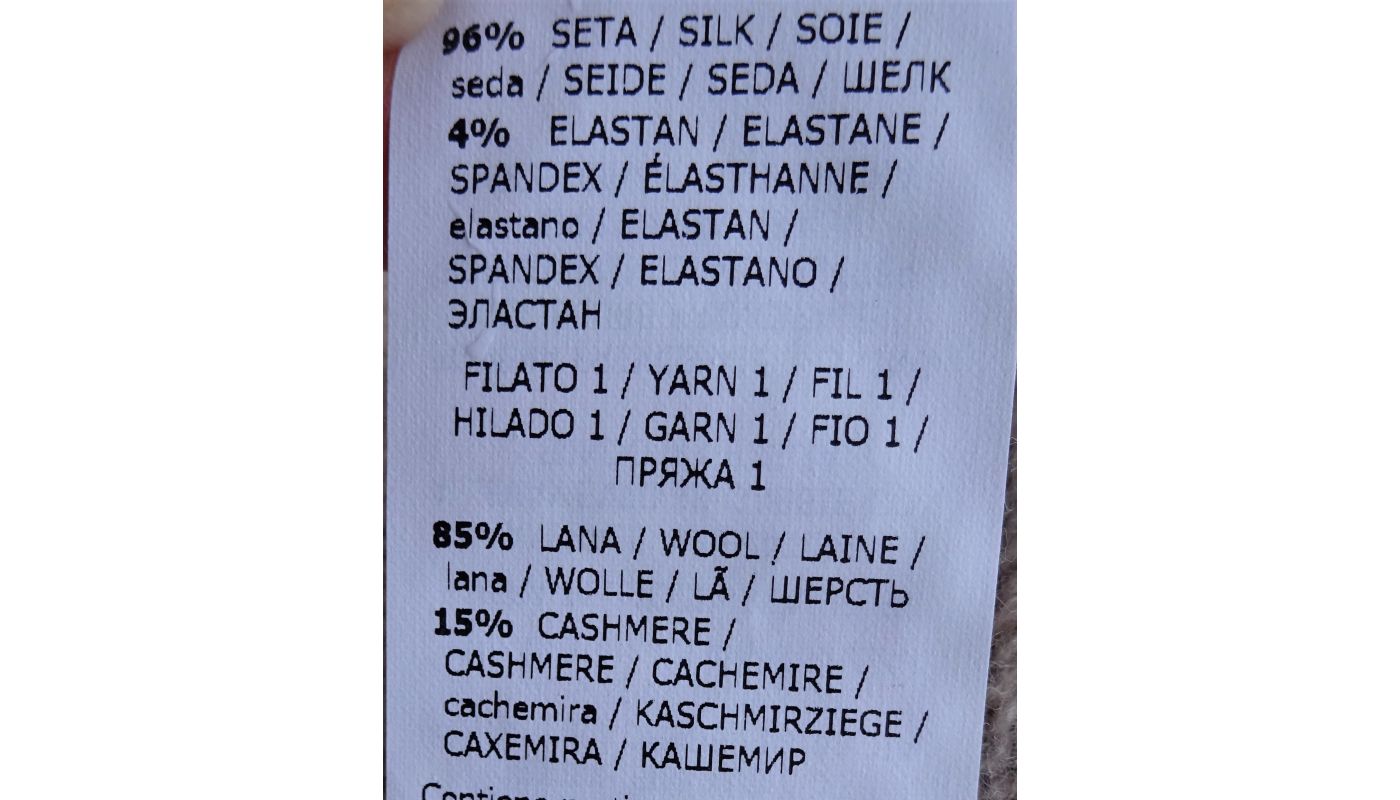 96% SETA / SILK / SOIE /
seda / SEIDE / SEDA / ШЕЛК
4% ELASTAN / ELASTANE /
SPANDEX / ÉLASTHANNE /
elastano / ELASTAN /
SPANDEX / ELASTANO /
ЭЛАСТАН
FILATO 1 / YARN 1 / FIL 1 /
HILADO 1 / GARN 1 / FIO 1 /
ПРЯЖА 1
85% LANA / WOOL / LAINE /
lana / WOLLE / LÃ / ШЕРСТЬ
15% CASHMERE /
CASHMERE / CACHEMIRE /
cachemira / KASCHMIRZIEGE /
CAXEMIRA / КАШЕМИР